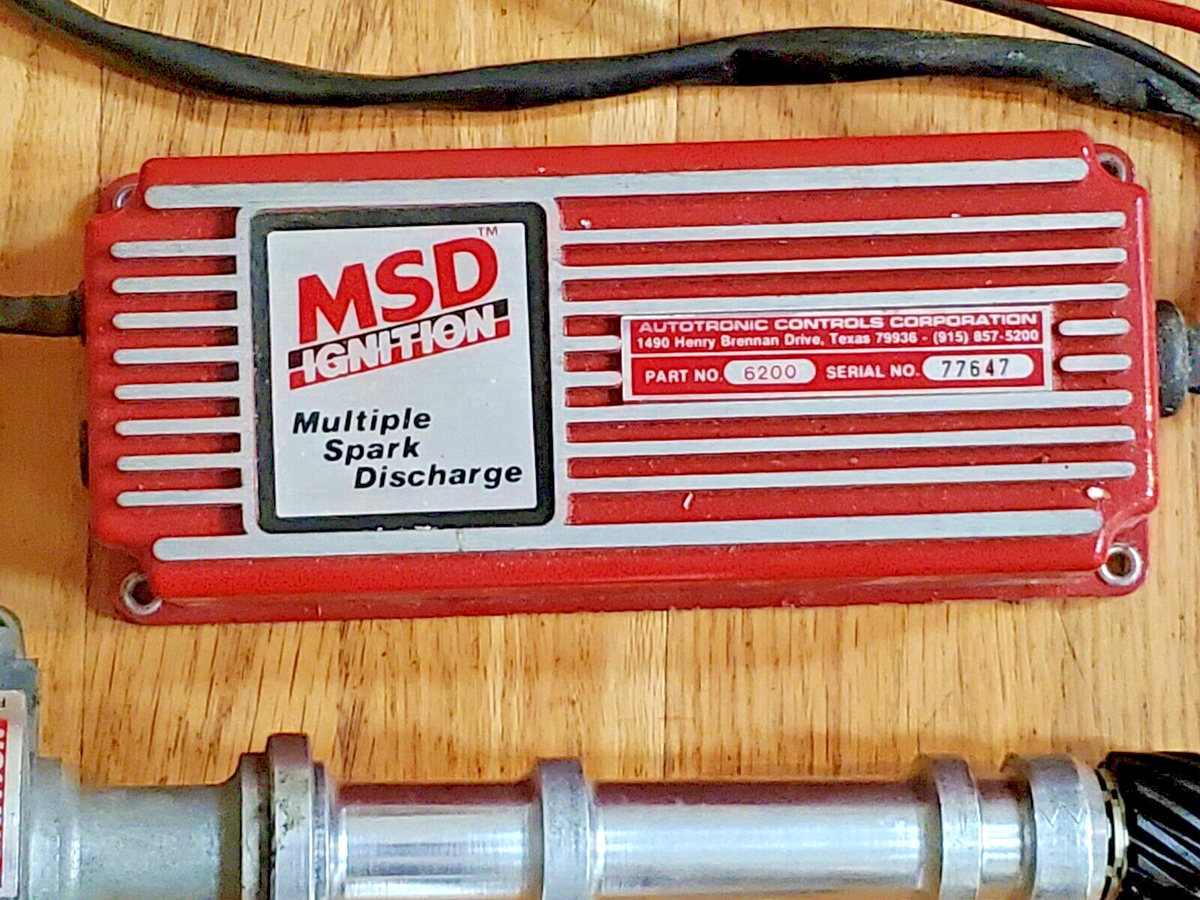 MSD™
IGNITION
Multiple
Spark
Discharge
AUTOTRONIC CONTROLS CORPORATION
1490 Henry Brennan Drive, Texas 79936 - (915) 857-5200
PART NO. 6200 SERIAL NO. 77647